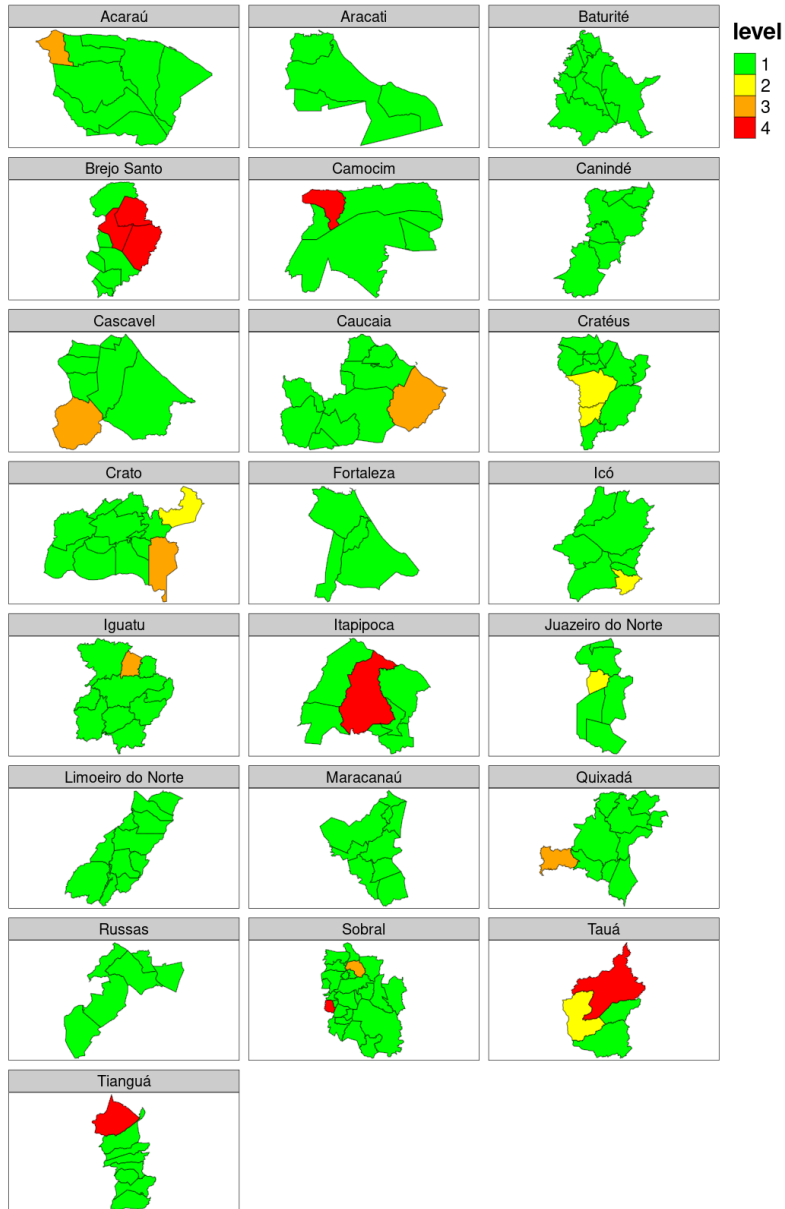 Acaraú
Aracati
Baturité
level
1
2
3
4
Brejo Santo
Camocim
Canindé
Cascavel
Caucaia
Cratéus
Crato
Fortaleza
Icó
Iguatu
Itapipoca
Juazeiro do Norte
Limoeiro do Norte
Maracanaú
Quixadá
Russas
Sobral
Tauá
Tianguá